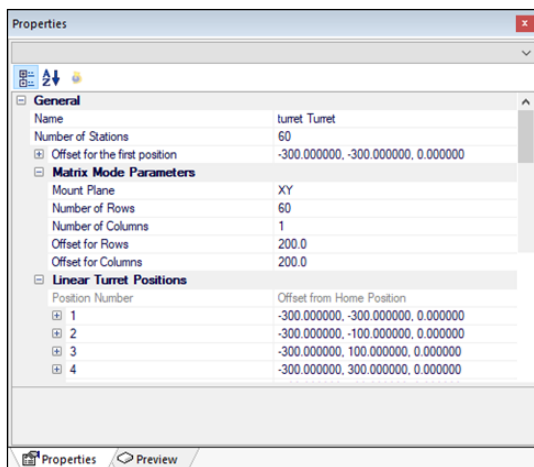 Properties
General
Name turret Turret
Number of Stations 60
Offset for the first position -300.000000, -300.000000, 0.000000
Matrix Mode Parameters
Mount Plane XY
Number of Rows 60
Number of Columns 1
Offset for Rows 200.0
Offset for Columns 200.0
Linear Turret Positions
Position Number Offset from Home Position
1 -300.000000, -300.000000, 0.000000
2 -300.000000, -100.000000, 0.000000
3 -300.000000, 100.000000, 0.000000
4 -300.000000, 300.000000, 0.000000
Properties Preview